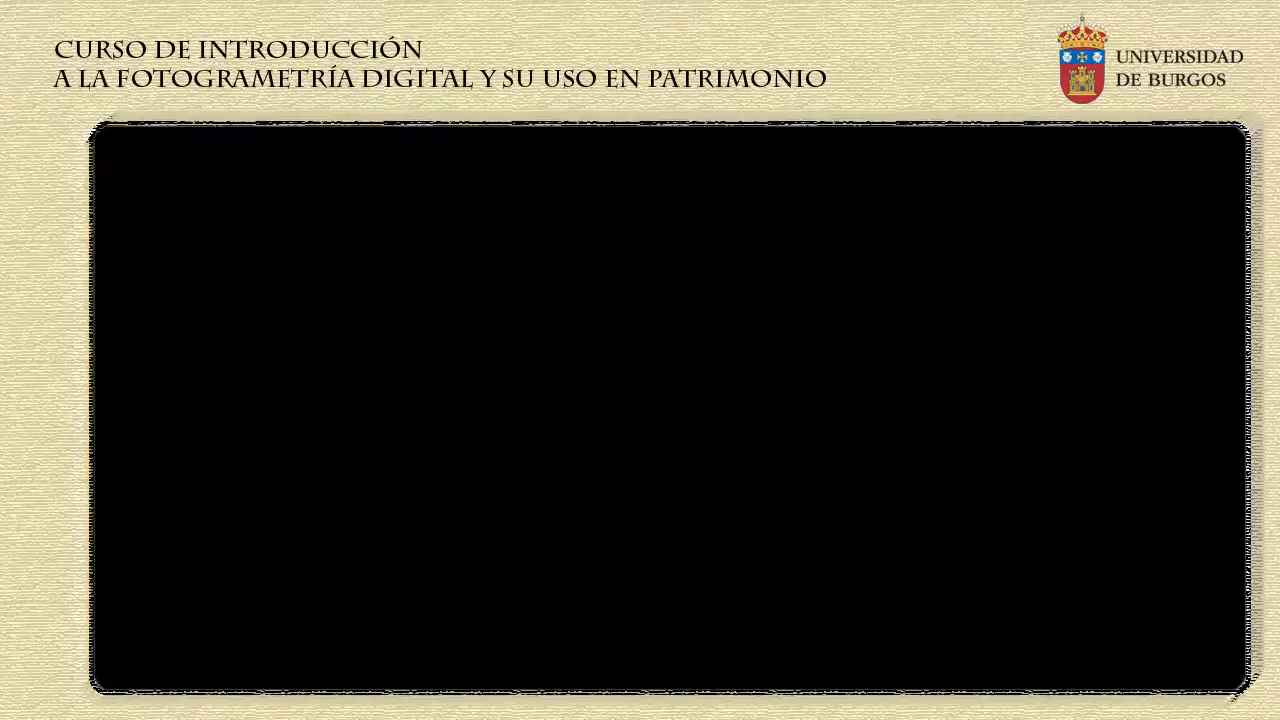 CURSO DE INTRODUCCIÓN
A LA FOTOGRAMETRÍA DIGITAL Y SU USO EN PATRIMONIO
UNIVERSIDAD
DE BURGOS